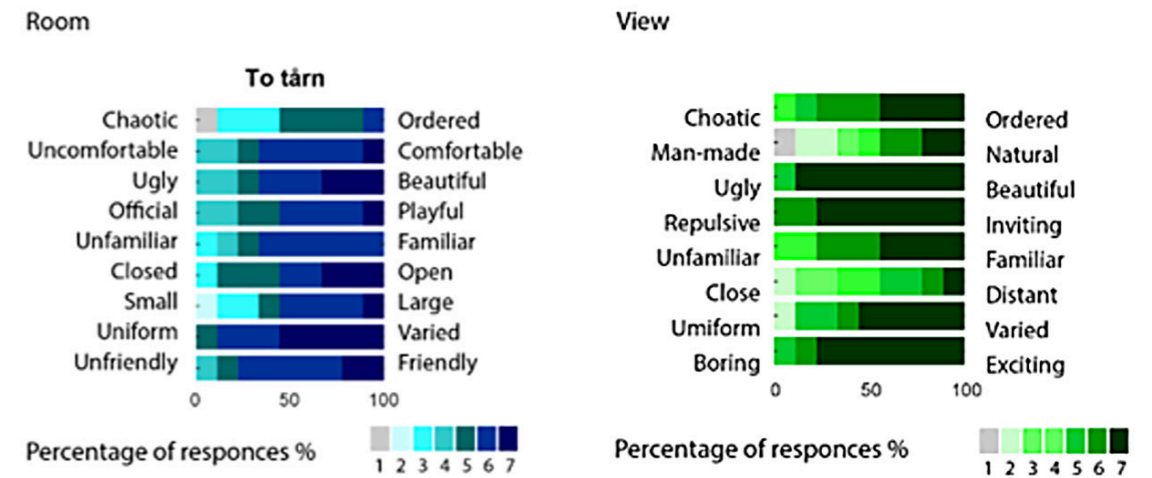 Room
To tårn
Chaotic Ordered
Uncomfortable Comfortable
Ugly Beautiful
Official Playful
Unfamiliar Familiar
Closed Open
Small Large
Uniform Varied
Unfriendly Friendly
0 50 100
Percentage of responces %
1 2 3 4 5 6 7
View
Choatic Ordered
Man-made Natural
Ugly Beautiful
Repulsive Inviting
Unfamiliar Familiar
Close Distant
Umiform Varied
Boring Exciting
0 50 100
Percentage of responces %
1 2 3 4 5 6 7